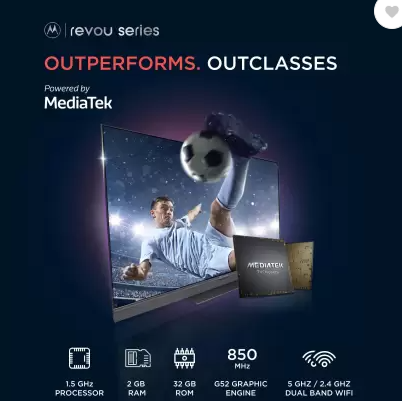 revou series
OUTPERFORMS. OUTCLASSES
Powered by
MediaTek
MEDIATEK
850
MHz
1.5 GHz
PROCESSOR
2 GB
RAM
32 GB
ROM
G52 GRAPHIC
ENGINE
5 GHZ / 2.4 GHZ
DUAL BAND WIFI